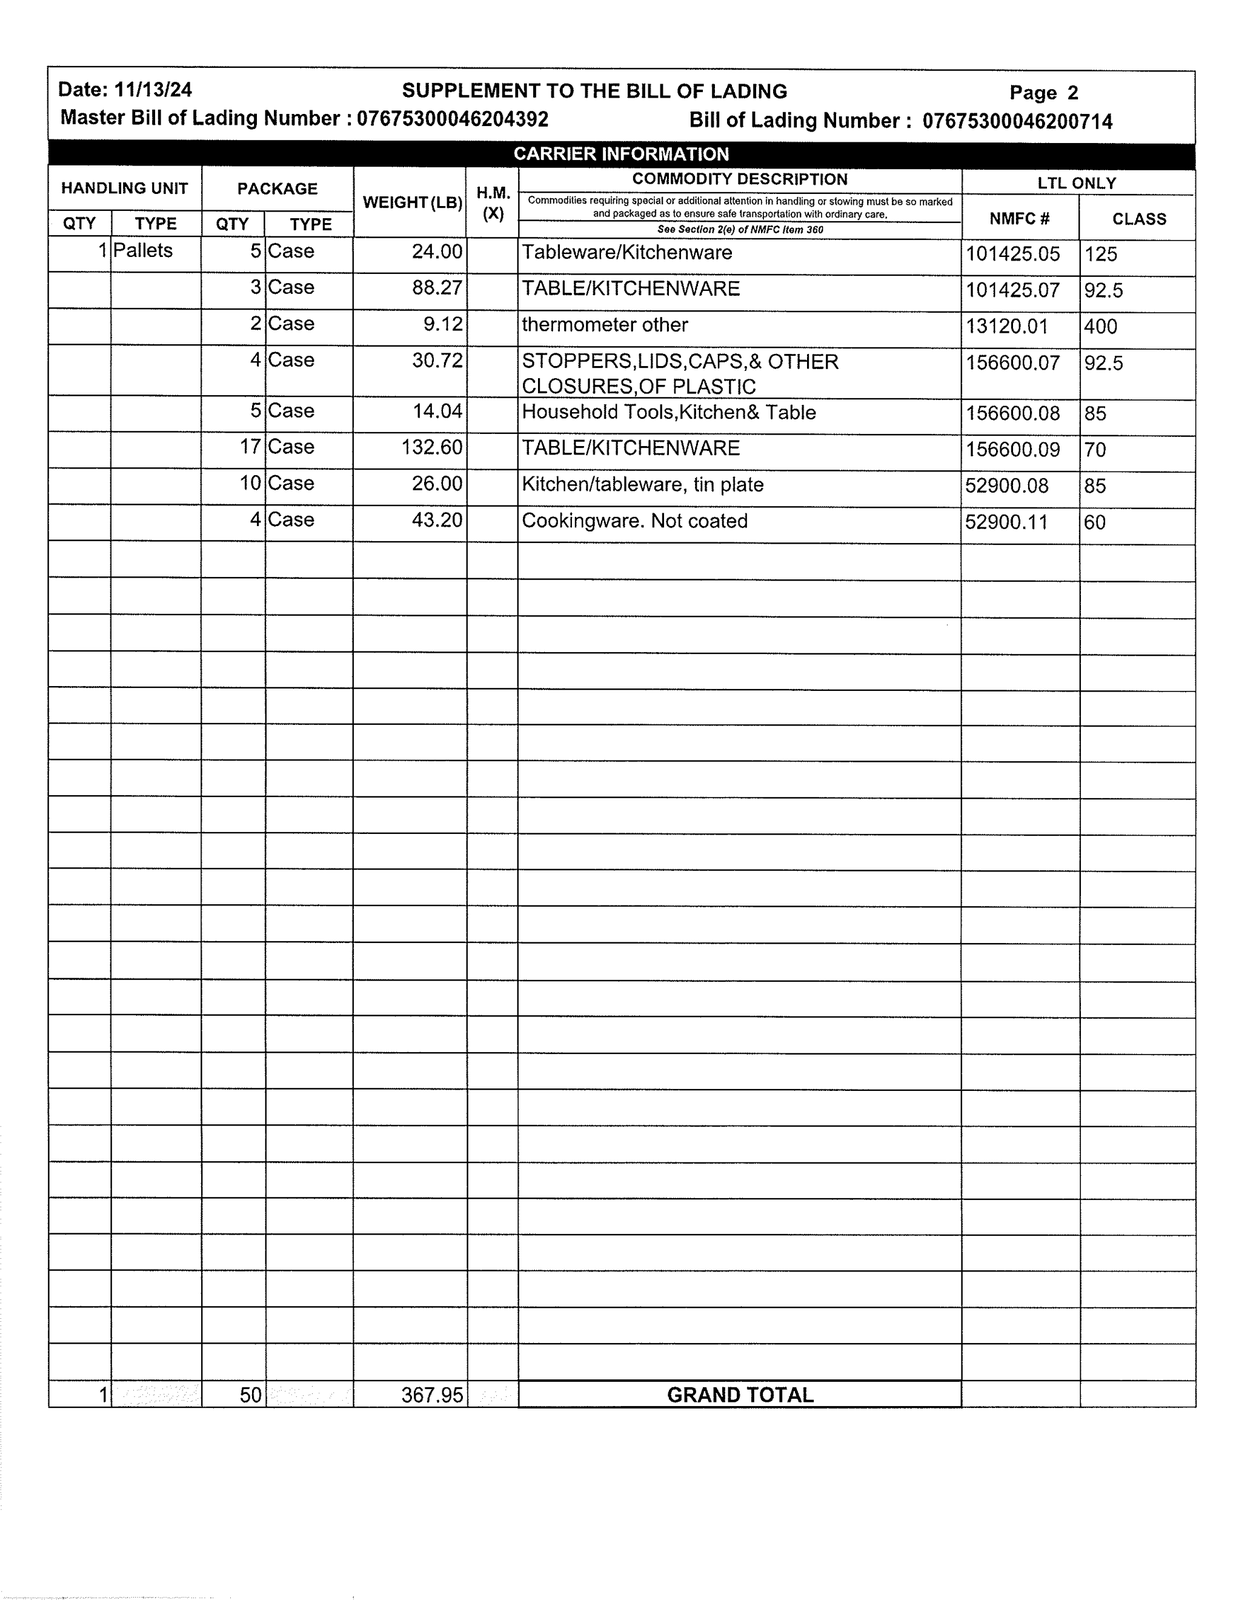 Date: 11/13/24 SUPPLEMENT TO THE BILL OF LADING Page 2
Master Bill of Lading Number : 07675300046204392 Bill of Lading Number : 07675300046200714
CARRIER INFORMATION
HANDLING UNIT PACKAGE WEIGHT (LB) H.M. (X) COMMODITY DESCRIPTION LTL ONLY
Commodities requiring special or additional attention in handling or stowing must be so marked
and packaged as to ensure safe transportation with ordinary care.
See Section 2(e) of NMFC Item 360
QTY TYPE QTY TYPE NMFC # CLASS
1 Pallets 5 Case 24.00 Tableware/Kitchenware 101425.05 125
3 Case 88.27 TABLE/KITCHENWARE 101425.07 92.5
2 Case 9.12 thermometer other 13120.01 400
4 Case 30.72 STOPPERS,LIDS,CAPS,& OTHER 156600.07 92.5
CLOSURES,OF PLASTIC
5 Case 14.04 Household Tools,Kitchen& Table 156600.08 85
17 Case 132.60 TABLE/KITCHENWARE 156600.09 70
10 Case 26.00 Kitchen/tableware, tin plate 52900.08 85
4 Case 43.20 Cookingware. Not coated 52900.11 60
1 50 367.95 GRAND TOTAL